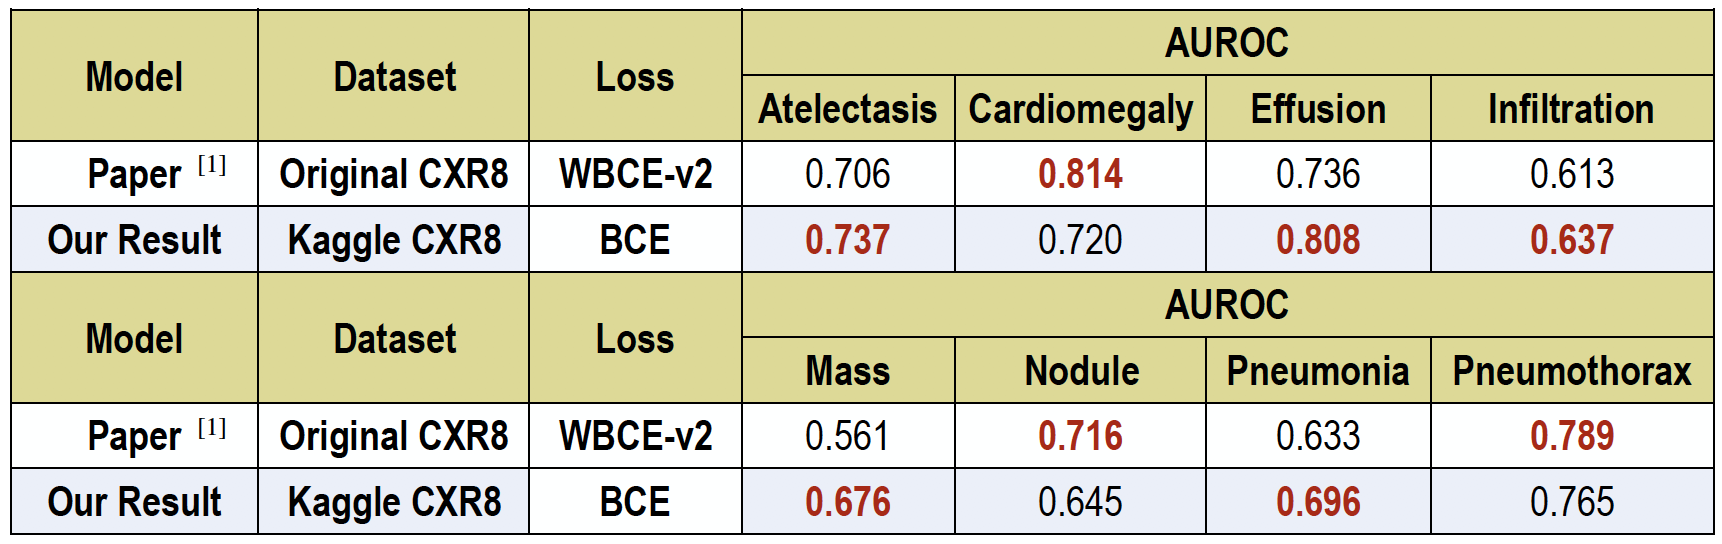 Model Dataset Loss AUROC
Atelectasis Cardiomegaly Effusion Infiltration
Paper [1] Original CXR8 WBCE-v2 0.706 0.814 0.736 0.613
Our Result Kaggle CXR8 BCE 0.737 0.720 0.808 0.637
Model Dataset Loss AUROC
Mass Nodule Pneumonia Pneumothorax
Paper [1] Original CXR8 WBCE-v2 0.561 0.716 0.633 0.789
Our Result Kaggle CXR8 BCE 0.676 0.645 0.696 0.765